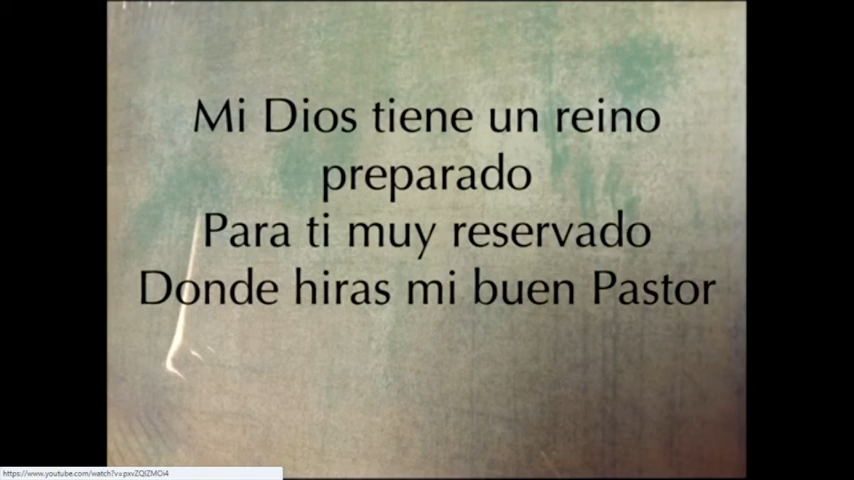 Mi Dios tiene un reino
preparado
Para ti muy reservado
Donde hiras mi buen Pastor
https://www.youtube.com/watch?v=pxvZQlZMOi4